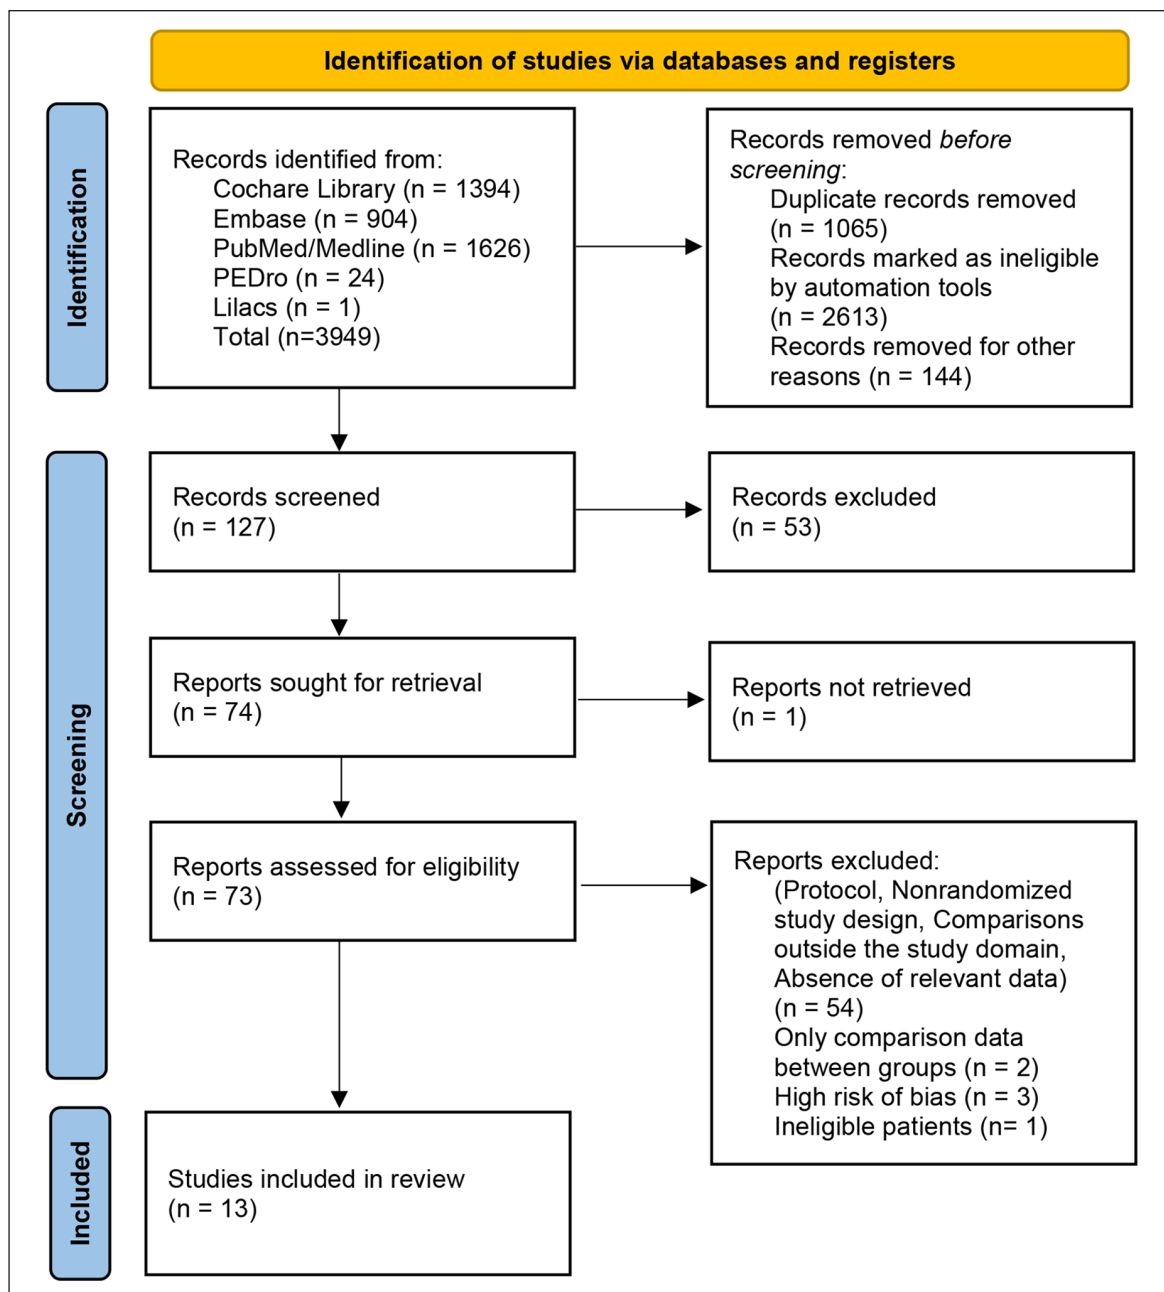 Identification of studies via databases and registers
Identification
Records identified from:
Cochare Library (n = 1394)
Embase (n = 904)
PubMed/Medline (n = 1626)
PEDro (n = 24)
Lilacs (n = 1)
Total (n=3949)
Records removed before
screening:
Duplicate records removed
(n = 1065)
Records marked as ineligible
by automation tools
(n = 2613)
Records removed for other
reasons (n = 144)
Screening
Records screened
(n = 127)
Records excluded
(n = 53)
Reports sought for retrieval
(n = 74)
Reports not retrieved
(n = 1)
Reports assessed for eligibility
(n = 73)
Reports excluded:
(Protocol, Nonrandomized
study design, Comparisons
outside the study domain,
Absence of relevant data)
(n = 54)
Only comparison data
between groups (n = 2)
High risk of bias (n = 3)
Ineligible patients (n= 1)
Included
Studies included in review
(n = 13)